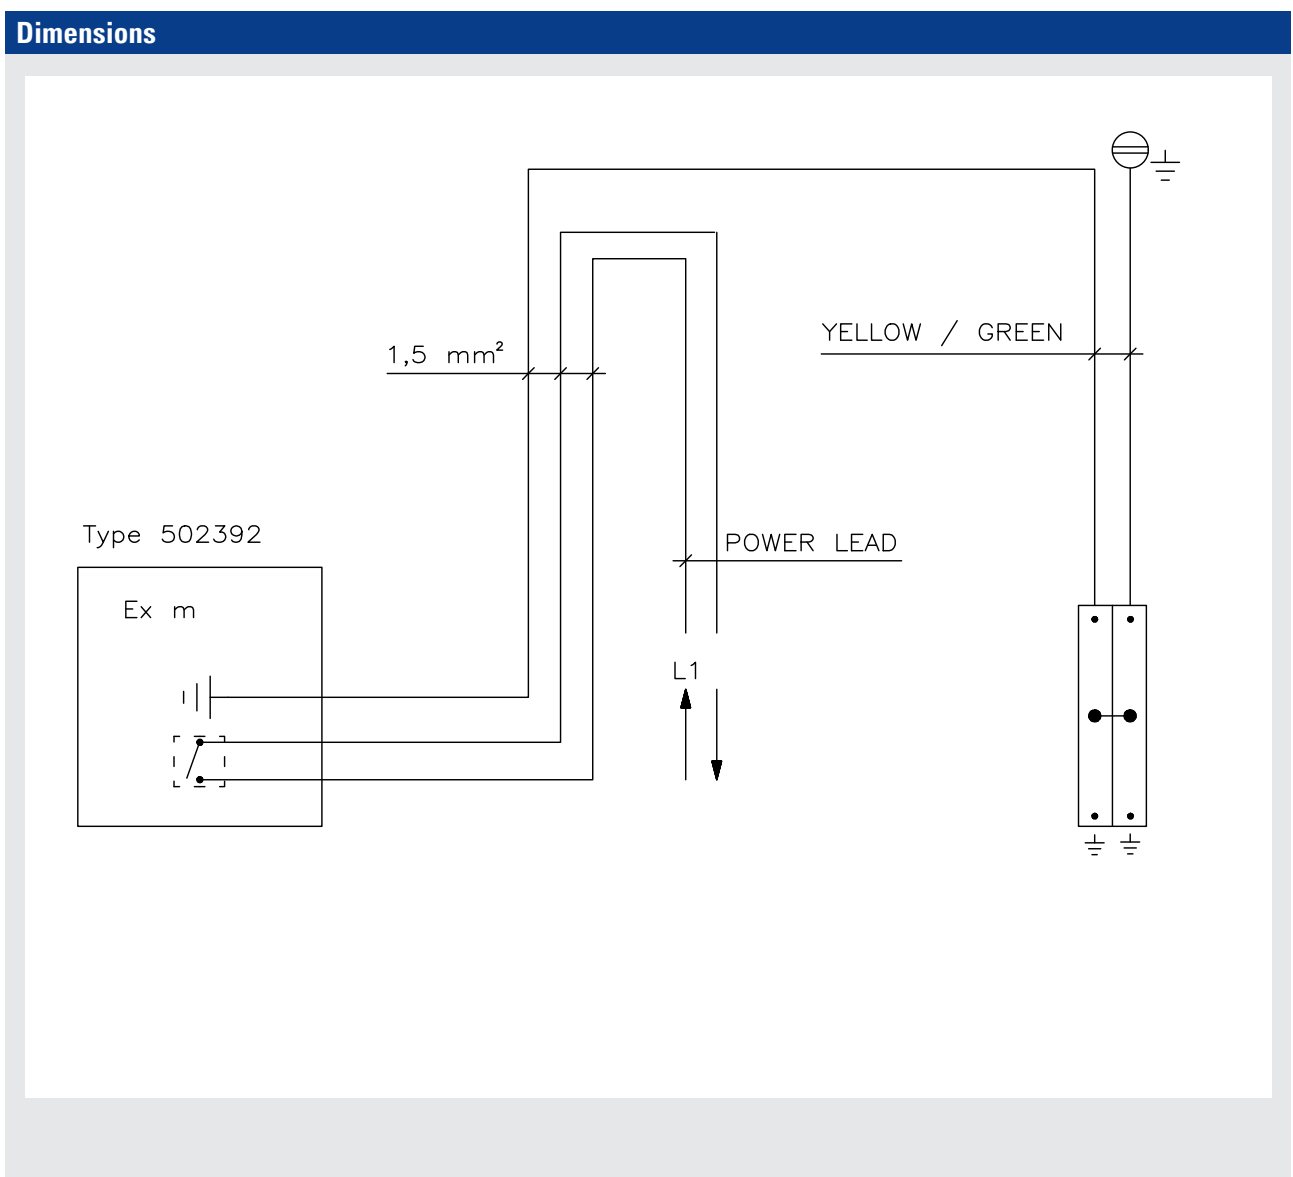 Dimensions
YELLOW / GREEN
1,5 mm²
Type 502392
POWER LEAD
Ex m
L1